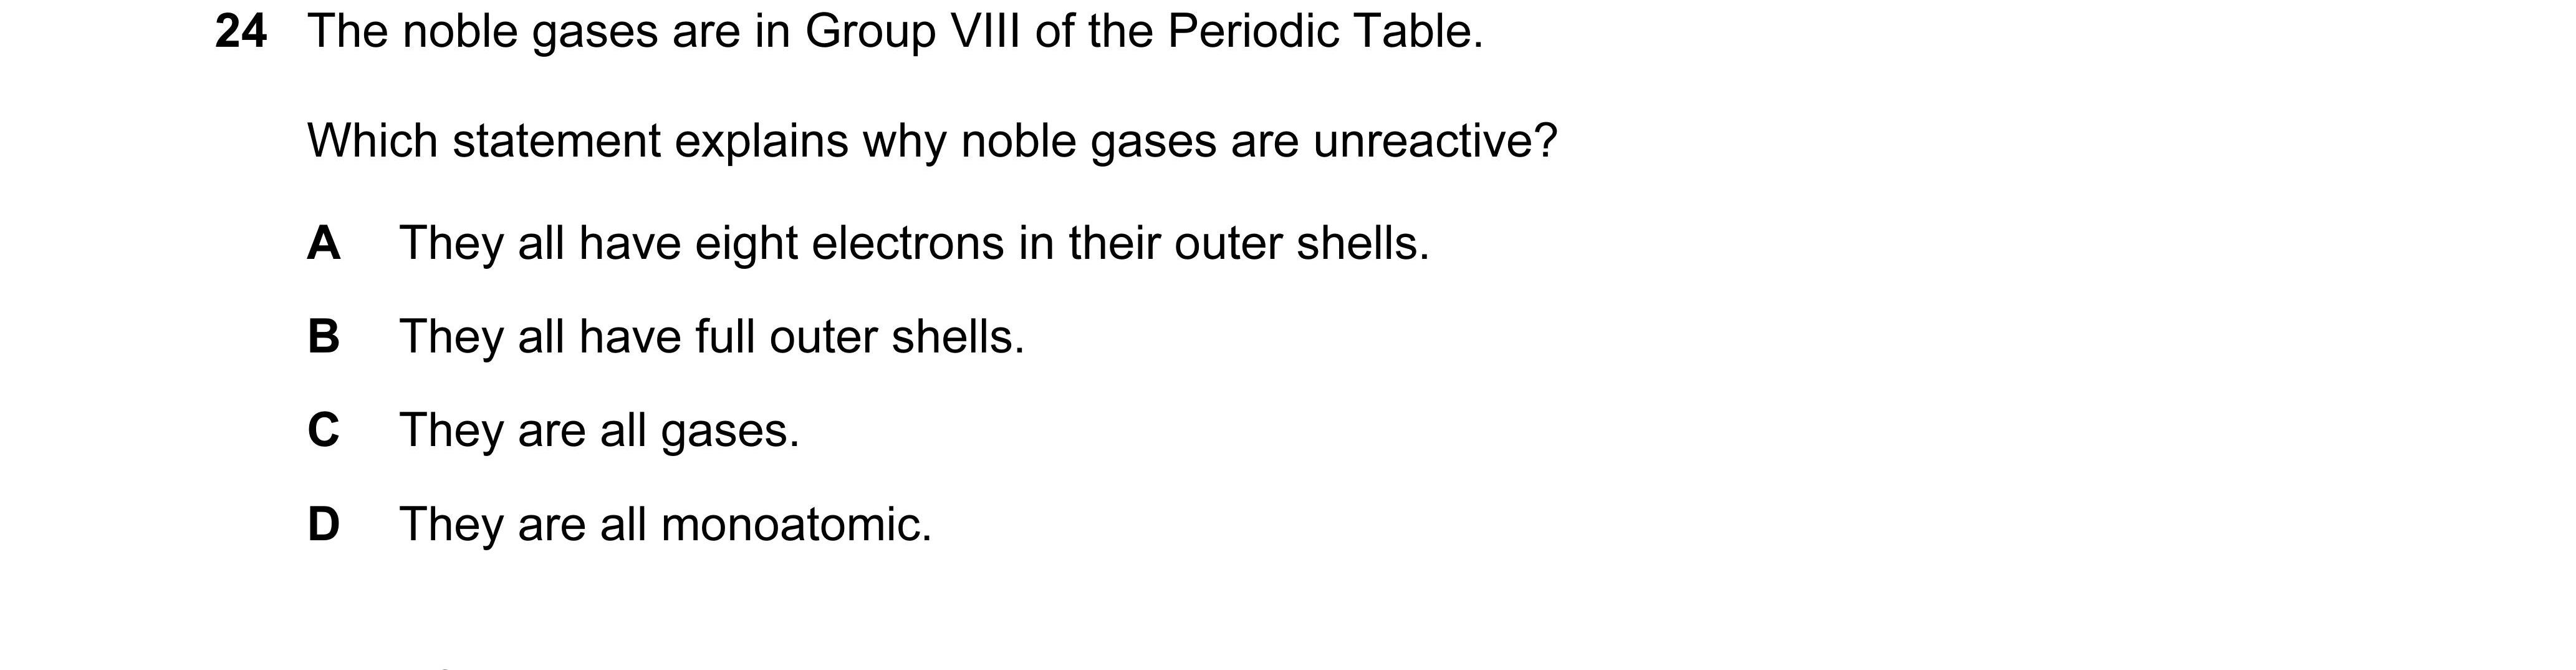 24 The noble gases are in Group VIII of the Periodic Table.
Which statement explains why noble gases are unreactive?
A They all have eight electrons in their outer shells.
B They all have full outer shells.
C They are all gases.
D They are all monoatomic.